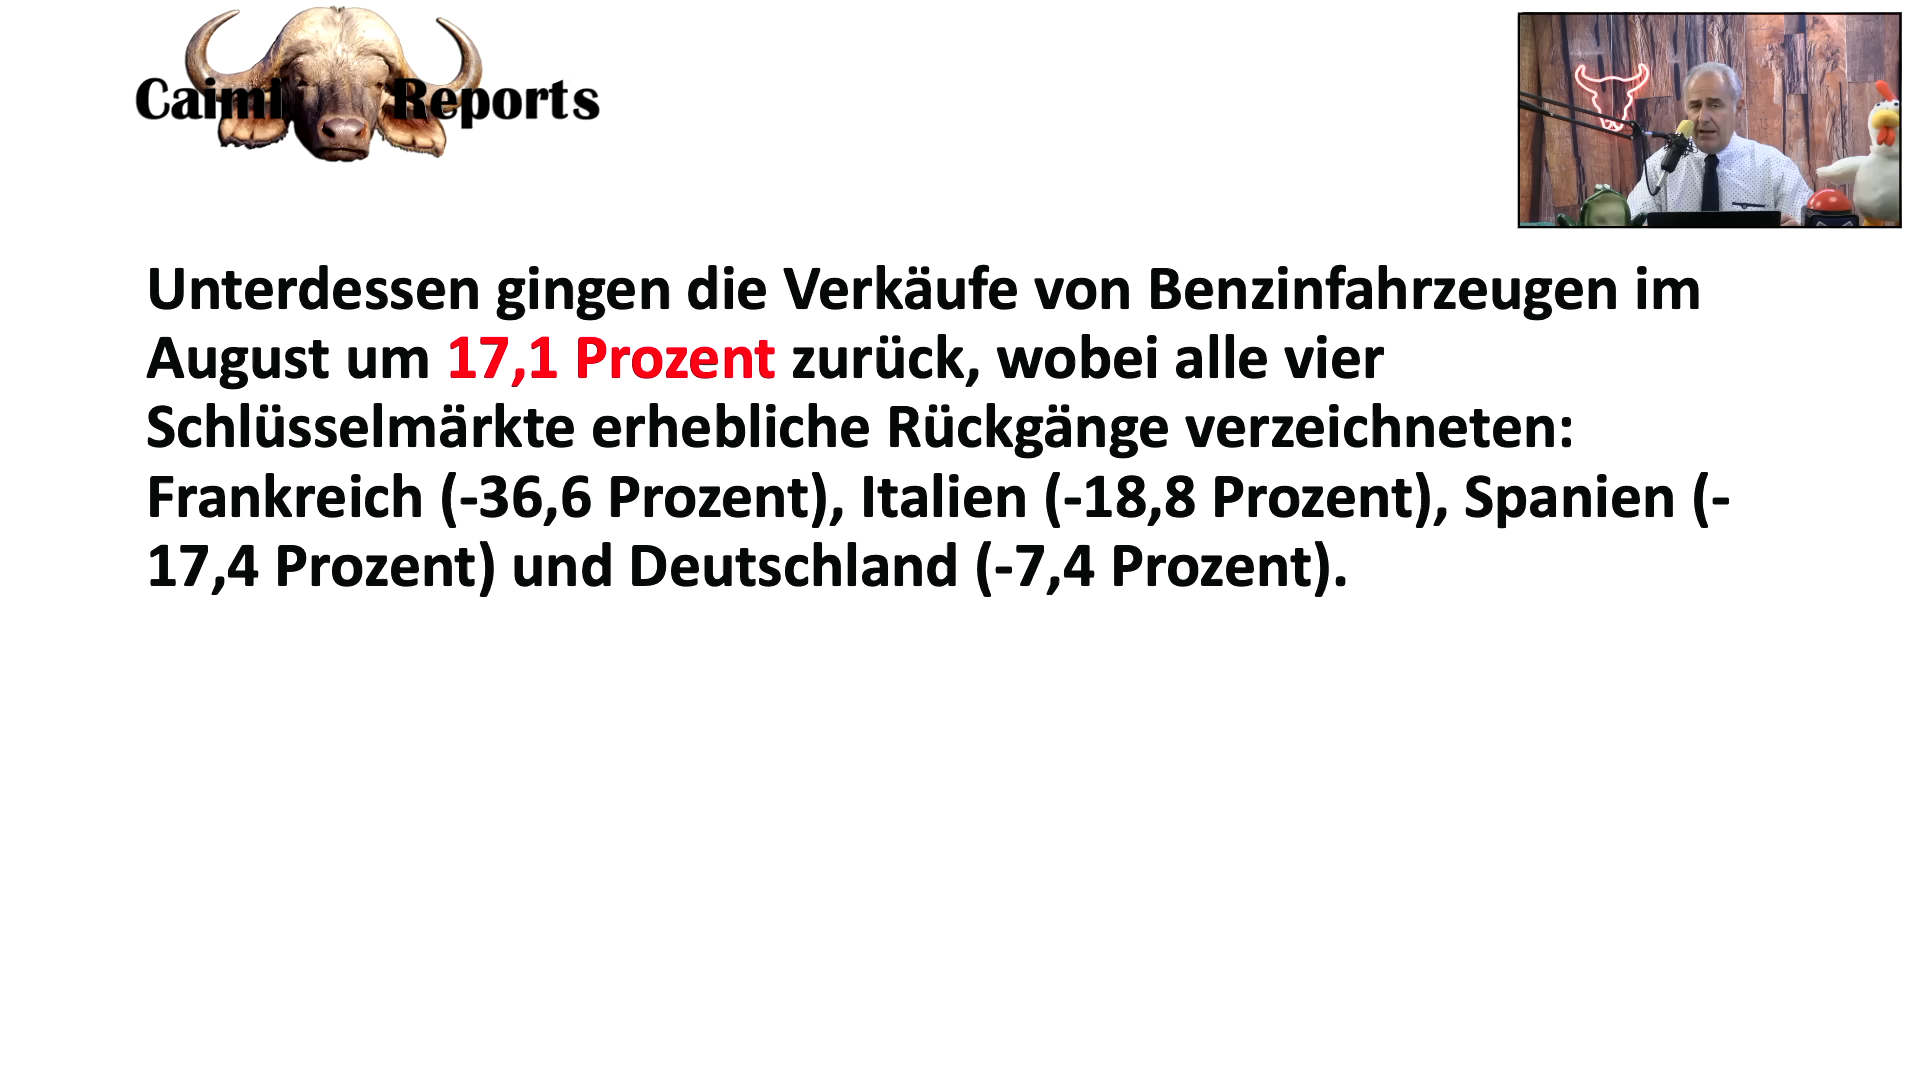 Caiml Reports
Unterdessen gingen die Verkäufe von Benzinfahrzeugen im
August um 17,1 Prozent zurück, wobei alle vier
Schlüsselmärkte erhebliche Rückgänge verzeichneten:
Frankreich (-36,6 Prozent), Italien (-18,8 Prozent), Spanien (-
17,4 Prozent) und Deutschland (-7,4 Prozent).